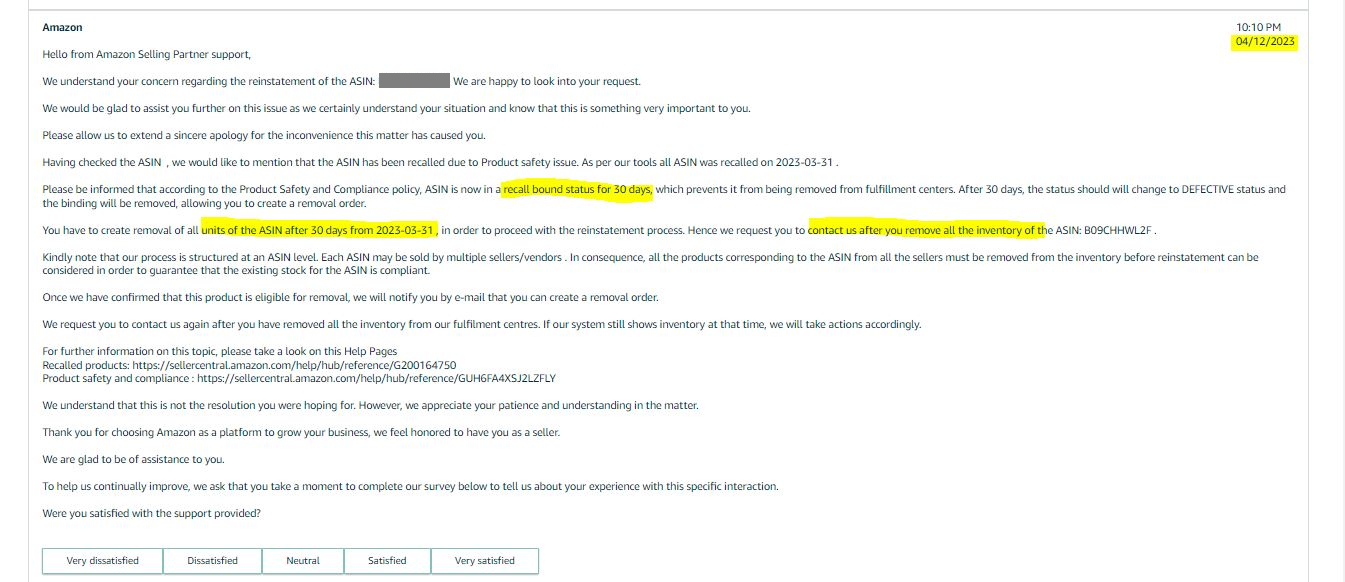 Amazon
10:10 PM
04/12/2023
Hello from Amazon Selling Partner support,
We understand your concern regarding the reinstatement of the ASIN: We are happy to look into your request.
We would be glad to assist you further on this issue as we certainly understand your situation and know that this is something very important to you.
Please allow us to extend a sincere apology for the inconvenience this matter has caused you.
Having checked the ASIN , we would like to mention that the ASIN has been recalled due to Product safety issue. As per our tools all ASIN was recalled on 2023-03-31 .
Please be informed that according to the Product Safety and Compliance policy, ASIN is now in a recall bound status for 30 days, which prevents it from being removed from fulfillment centers. After 30 days, the status should will change to DEFECTIVE status and
the binding will be removed, allowing you to create a removal order.
You have to create removal of all units of the ASIN after 30 days from 2023-03-31 , in order to proceed with the reinstatement process. Hence we request you to contact us after you remove all the inventory of the ASIN: B09CHHWL2F .
Kindly note that our process is structured at an ASIN level. Each ASIN may be sold by multiple sellers/vendors . In consequence, all the products corresponding to the ASIN from all the sellers must be removed from the inventory before reinstatement can be
considered in order to guarantee that the existing stock for the ASIN is compliant.
Once we have confirmed that this product is eligible for removal, we will notify you by e-mail that you can create a removal order.
We request you to contact us again after you have removed all the inventory from our fulfilment centres. If our system still shows inventory at that time, we will take actions accordingly.
For further information on this topic, please take a look on this Help Pages
Recalled products: https://sellercentral.amazon.com/help/hub/reference/G200164750
Product safety and compliance : https://sellercentral.amazon.com/help/hub/reference/GUH6FA4XSJ2LZFLY
We understand that this is not the resolution you were hoping for. However, we appreciate your patience and understanding in the matter.
Thank you for choosing Amazon as a platform to grow your business, we feel honored to have you as a seller.
We are glad to be of assistance to you.
To help us continually improve, we ask that you take a moment to complete our survey below to tell us about your experience with this specific interaction.
Were you satisfied with the support provided?
Very dissatisfied Dissatisfied Neutral Satisfied Very satisfied